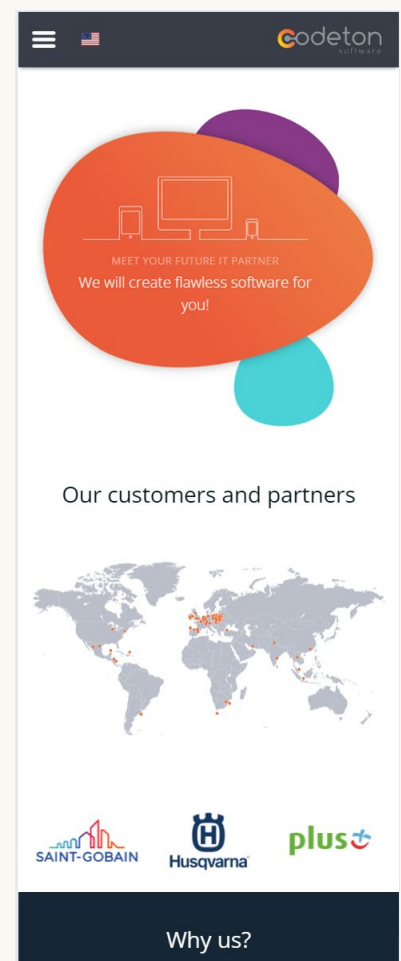 codeton
software
MEET YOUR FUTURE IT PARTNER
We will create flawless software for
you!
Our customers and partners
SAINT-GOBAIN
Husqvarna
plus
Why us?